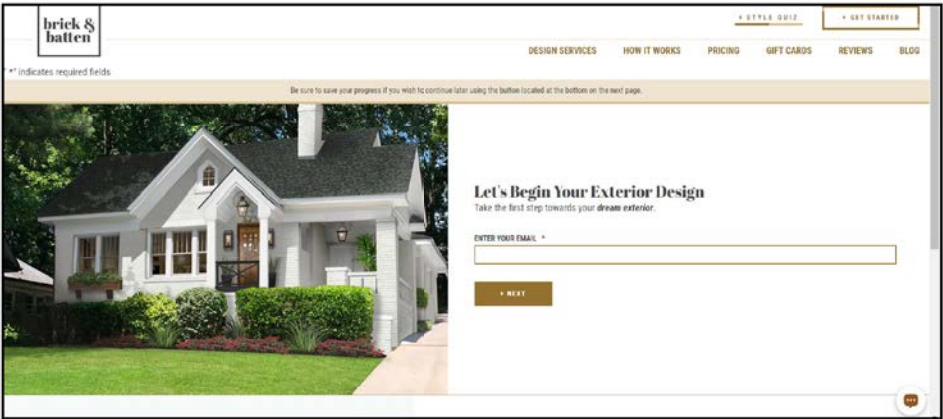 brick &
batten
+ STYLE QUIZ
+ GET STARTED
DESIGN SERVICES
HOW IT WORKS
PRICING
GIFT CARDS
REVIEWS
BLOG
"*" indicates required fields
Be sure to save your progress if you wish to continue later using the button located at the bottom on the next page.
Let's Begin Your Exterior Design
Take the first step towards your dream exterior.
ENTER YOUR EMAIL *
+ NEXT